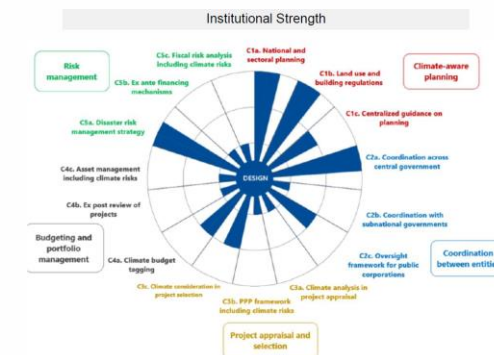 Institutional Strength
Risk
management
C5c. Fiscal risk analysis
including climate risks
C1a. National and
sectoral planning
C5b. Ex ante financing
mechanisms
C1b. Land use and
building regulations
Climate-aware
planning
C5a. Disaster risk
management strategy
C1c. Centralized guidance on
planning
C2a. Coordination across
central government
C4c. Asset management
including climate risks
DESIGN
C4b. Ex post review of
projects
C2b. Coordination with
subnational governments
Budgeting and
portfolio
management
C4a. Climate budget
tagging
C2c. Oversight
framework for public
corporations
Coordination
between entitie
C3c. Climate consideration in
project selection
C3b. PPP framework
including climate risks
C3a. Climate analysis in
project appraisal
Project appraisal and
selection